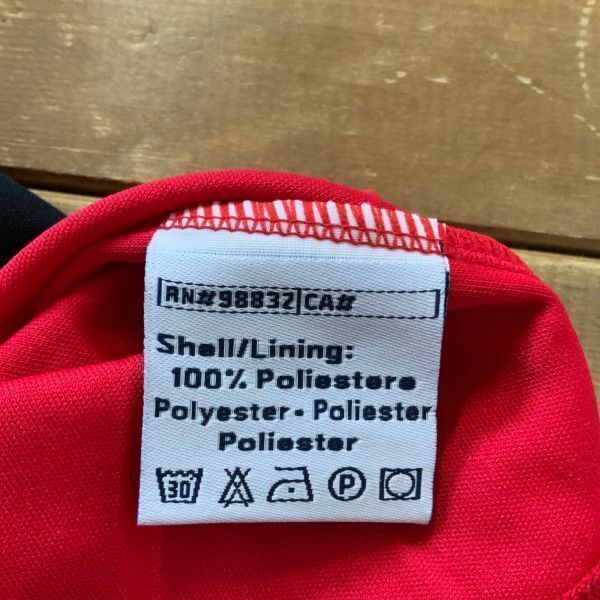 RN#98832 CA#
Shell/Lining:
100% Poliestere
Polyester - Poliester
Poliester
30 P